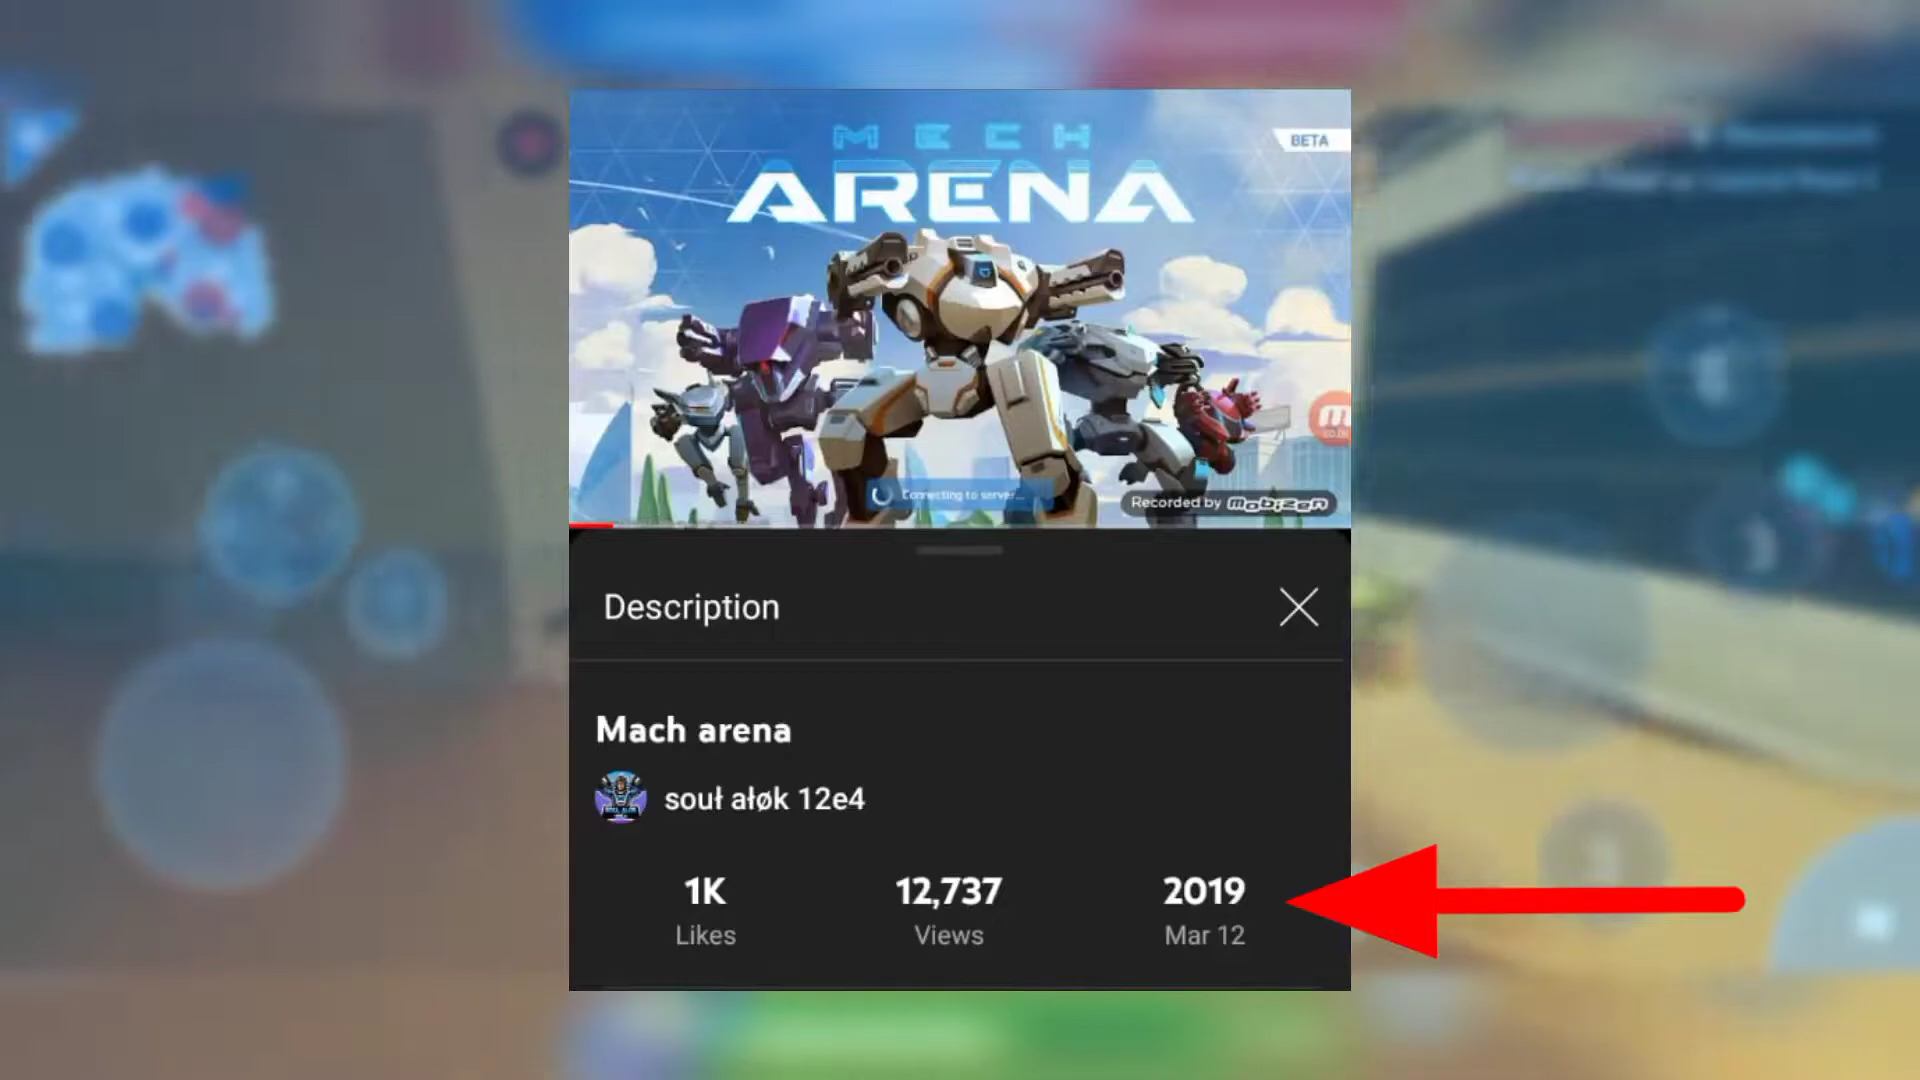 MECH
ARENA
BETA
Connecting to server...
Recorded by mobizen
Description
Mach arena
souł ałøk 12e4
1K
12,737
2019
Likes
Views
Mar 12